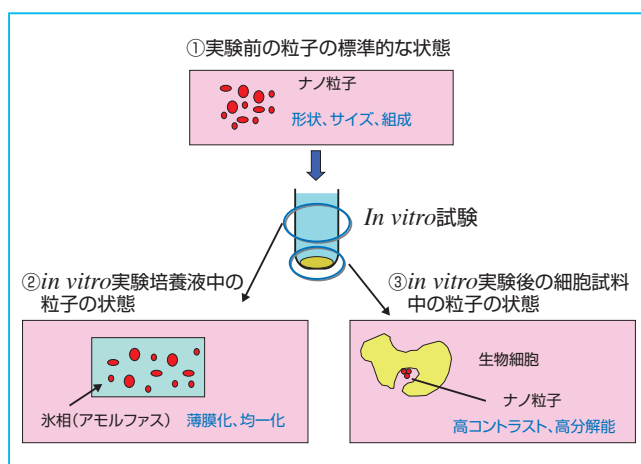 ①実験前の粒子の標準的な状態
ナノ粒子
形状、サイズ、組成
In vitro試験
②in vitro実験培養液中の
粒子の状態
氷相(アモルファス)
薄膜化、均一化
③in vitro実験後の細胞試料
中の粒子の状態
生物細胞
ナノ粒子
高コントラスト、高分解能